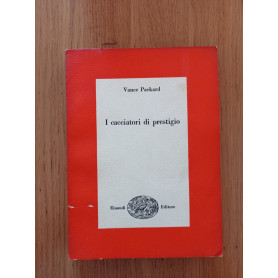 Vance Packard
I cacciatori di prestigio
Einaudi Editore